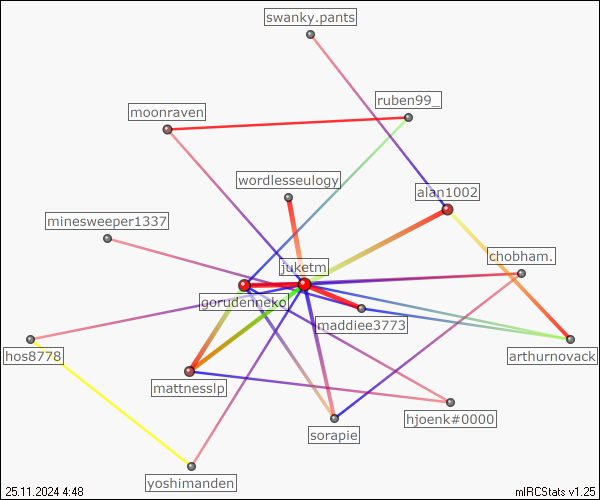 swanky.pants
ruben99_
moonraven
wordlesseulogy
alan1002
minesweeper1337
chobham.
juketm
gorudenneko
maddiee3773
hos8778
arthurnovack
mattnesslp
hjoenk#0000
sorapie
yoshimanden
25.11.2024 4:48
mIRCStats v1.25